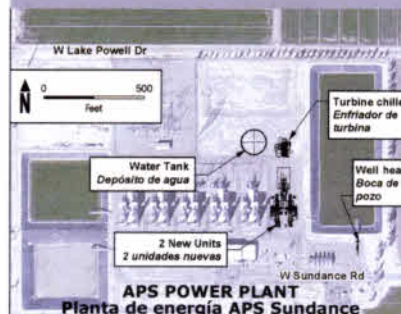 W Lake Powell Dr
0 500
Feet
N
Turbine chille
Enfriador de
turbina
Water Tank
Depósito de agua
Well hea
Boca de
pozo
2 New Units
2 unidades nuevas
W Sundance Rd
APS POWER PLANT
Planta de energía APS Sundance